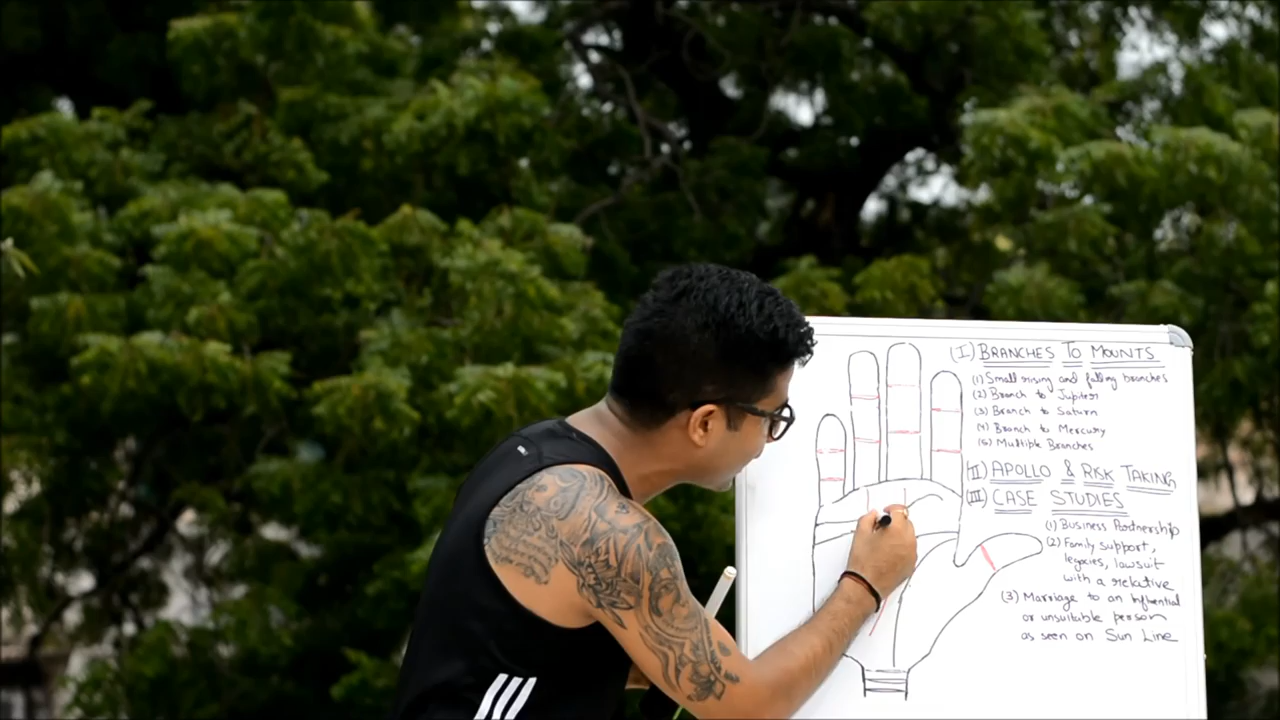 (I) BRANCHES TO MOUNTS
(1) Small rising and falling branches
(2) Branch to Jupiter
(3) Branch to Saturn
(4) Branch to Mercury
(5) Multiple Branches
(II) APOLLO & RISK TAKING
(III) CASE STUDIES
(1) Business Partnership
(2) Family support,
legacies, lawsuit
with a relative
(3) Marriage to an influential
or unsuitable person
as seen on Sun Line